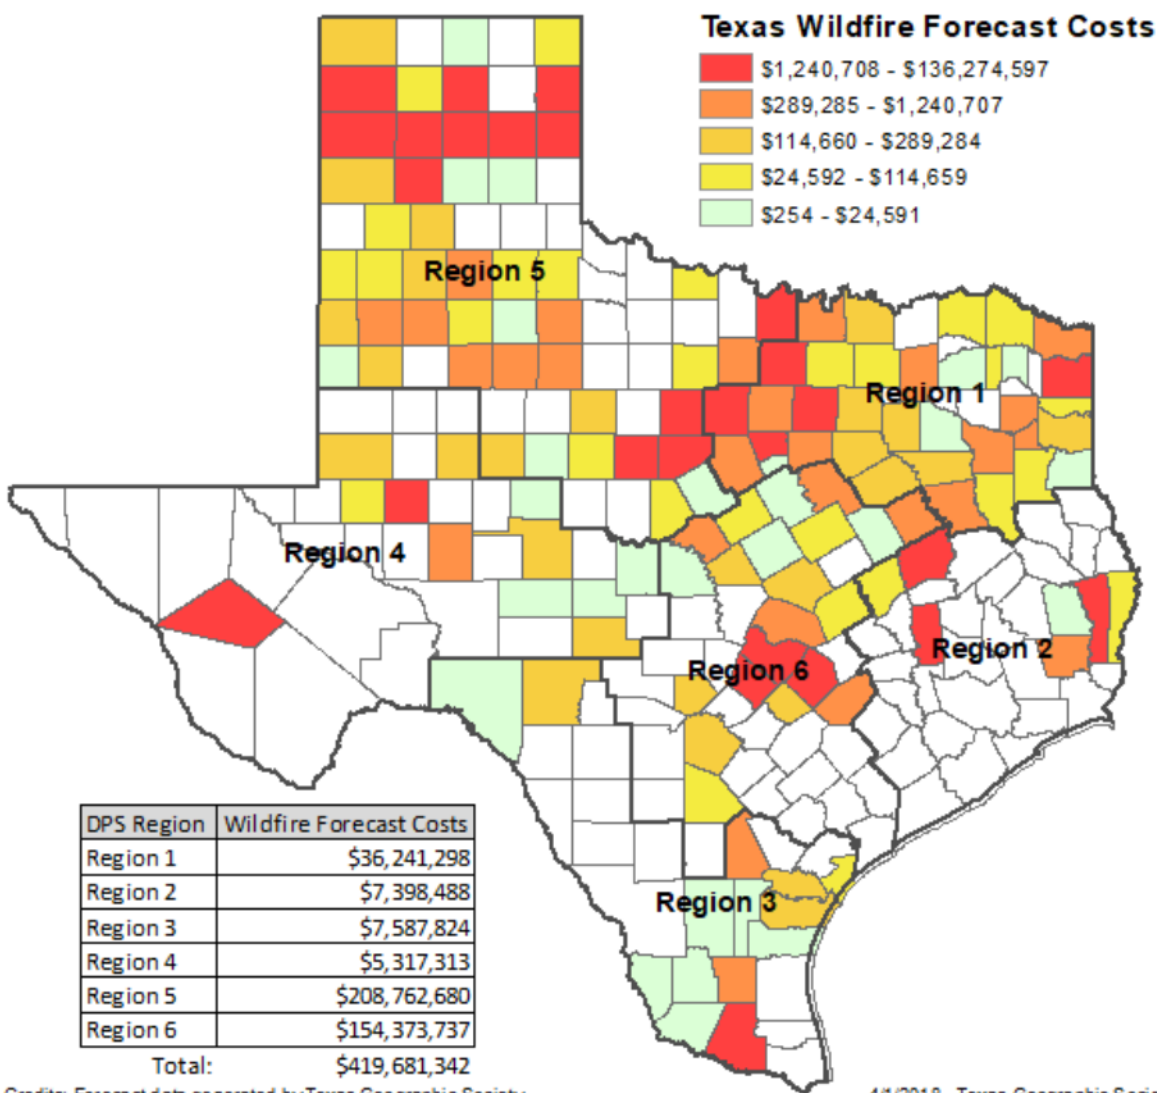 Texas Wildfire Forecast Costs
$1,240,708 - $136,274,597
$289,285 - $1,240,707
$114,660 - $289,284
$24,592 - $114,659
$254 - $24,591
Region 5
Region 1
Region 4
Region 2
Region 6
Region 3
DPS Region Wildfire Forecast Costs
Region 1 $36,241,298
Region 2 $7,398,488
Region 3 $7,587,824
Region 4 $5,317,313
Region 5 $208,762,680
Region 6 $154,373,737
Total: $419,681,342